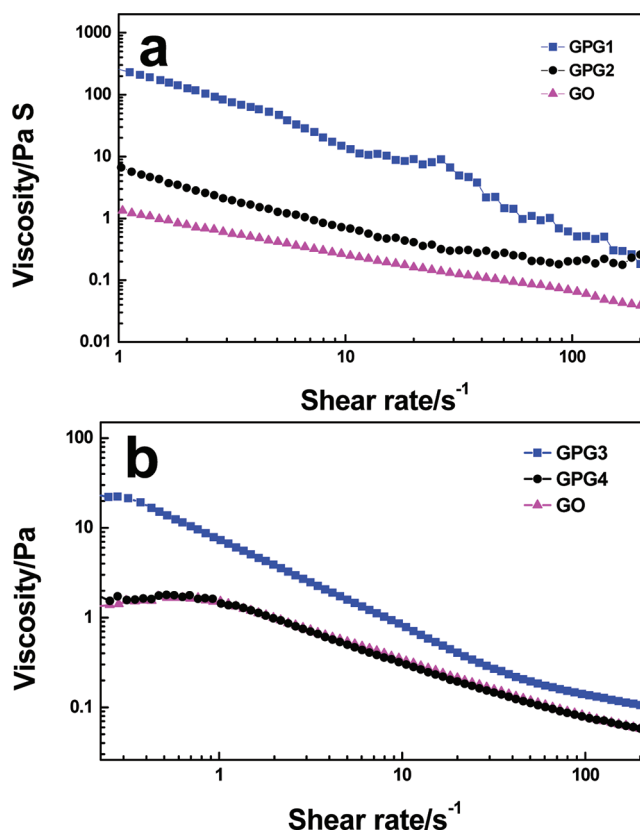 a
1000
100
10
1
0.1
0.01
Viscosity/Pa S
GPG1
GPG2
GO
1
10
100
Shear rate/s⁻¹
b
100
10
1
0.1
Viscosity/Pa
GPG3
GPG4
GO
1
10
100
Shear rate/s⁻¹